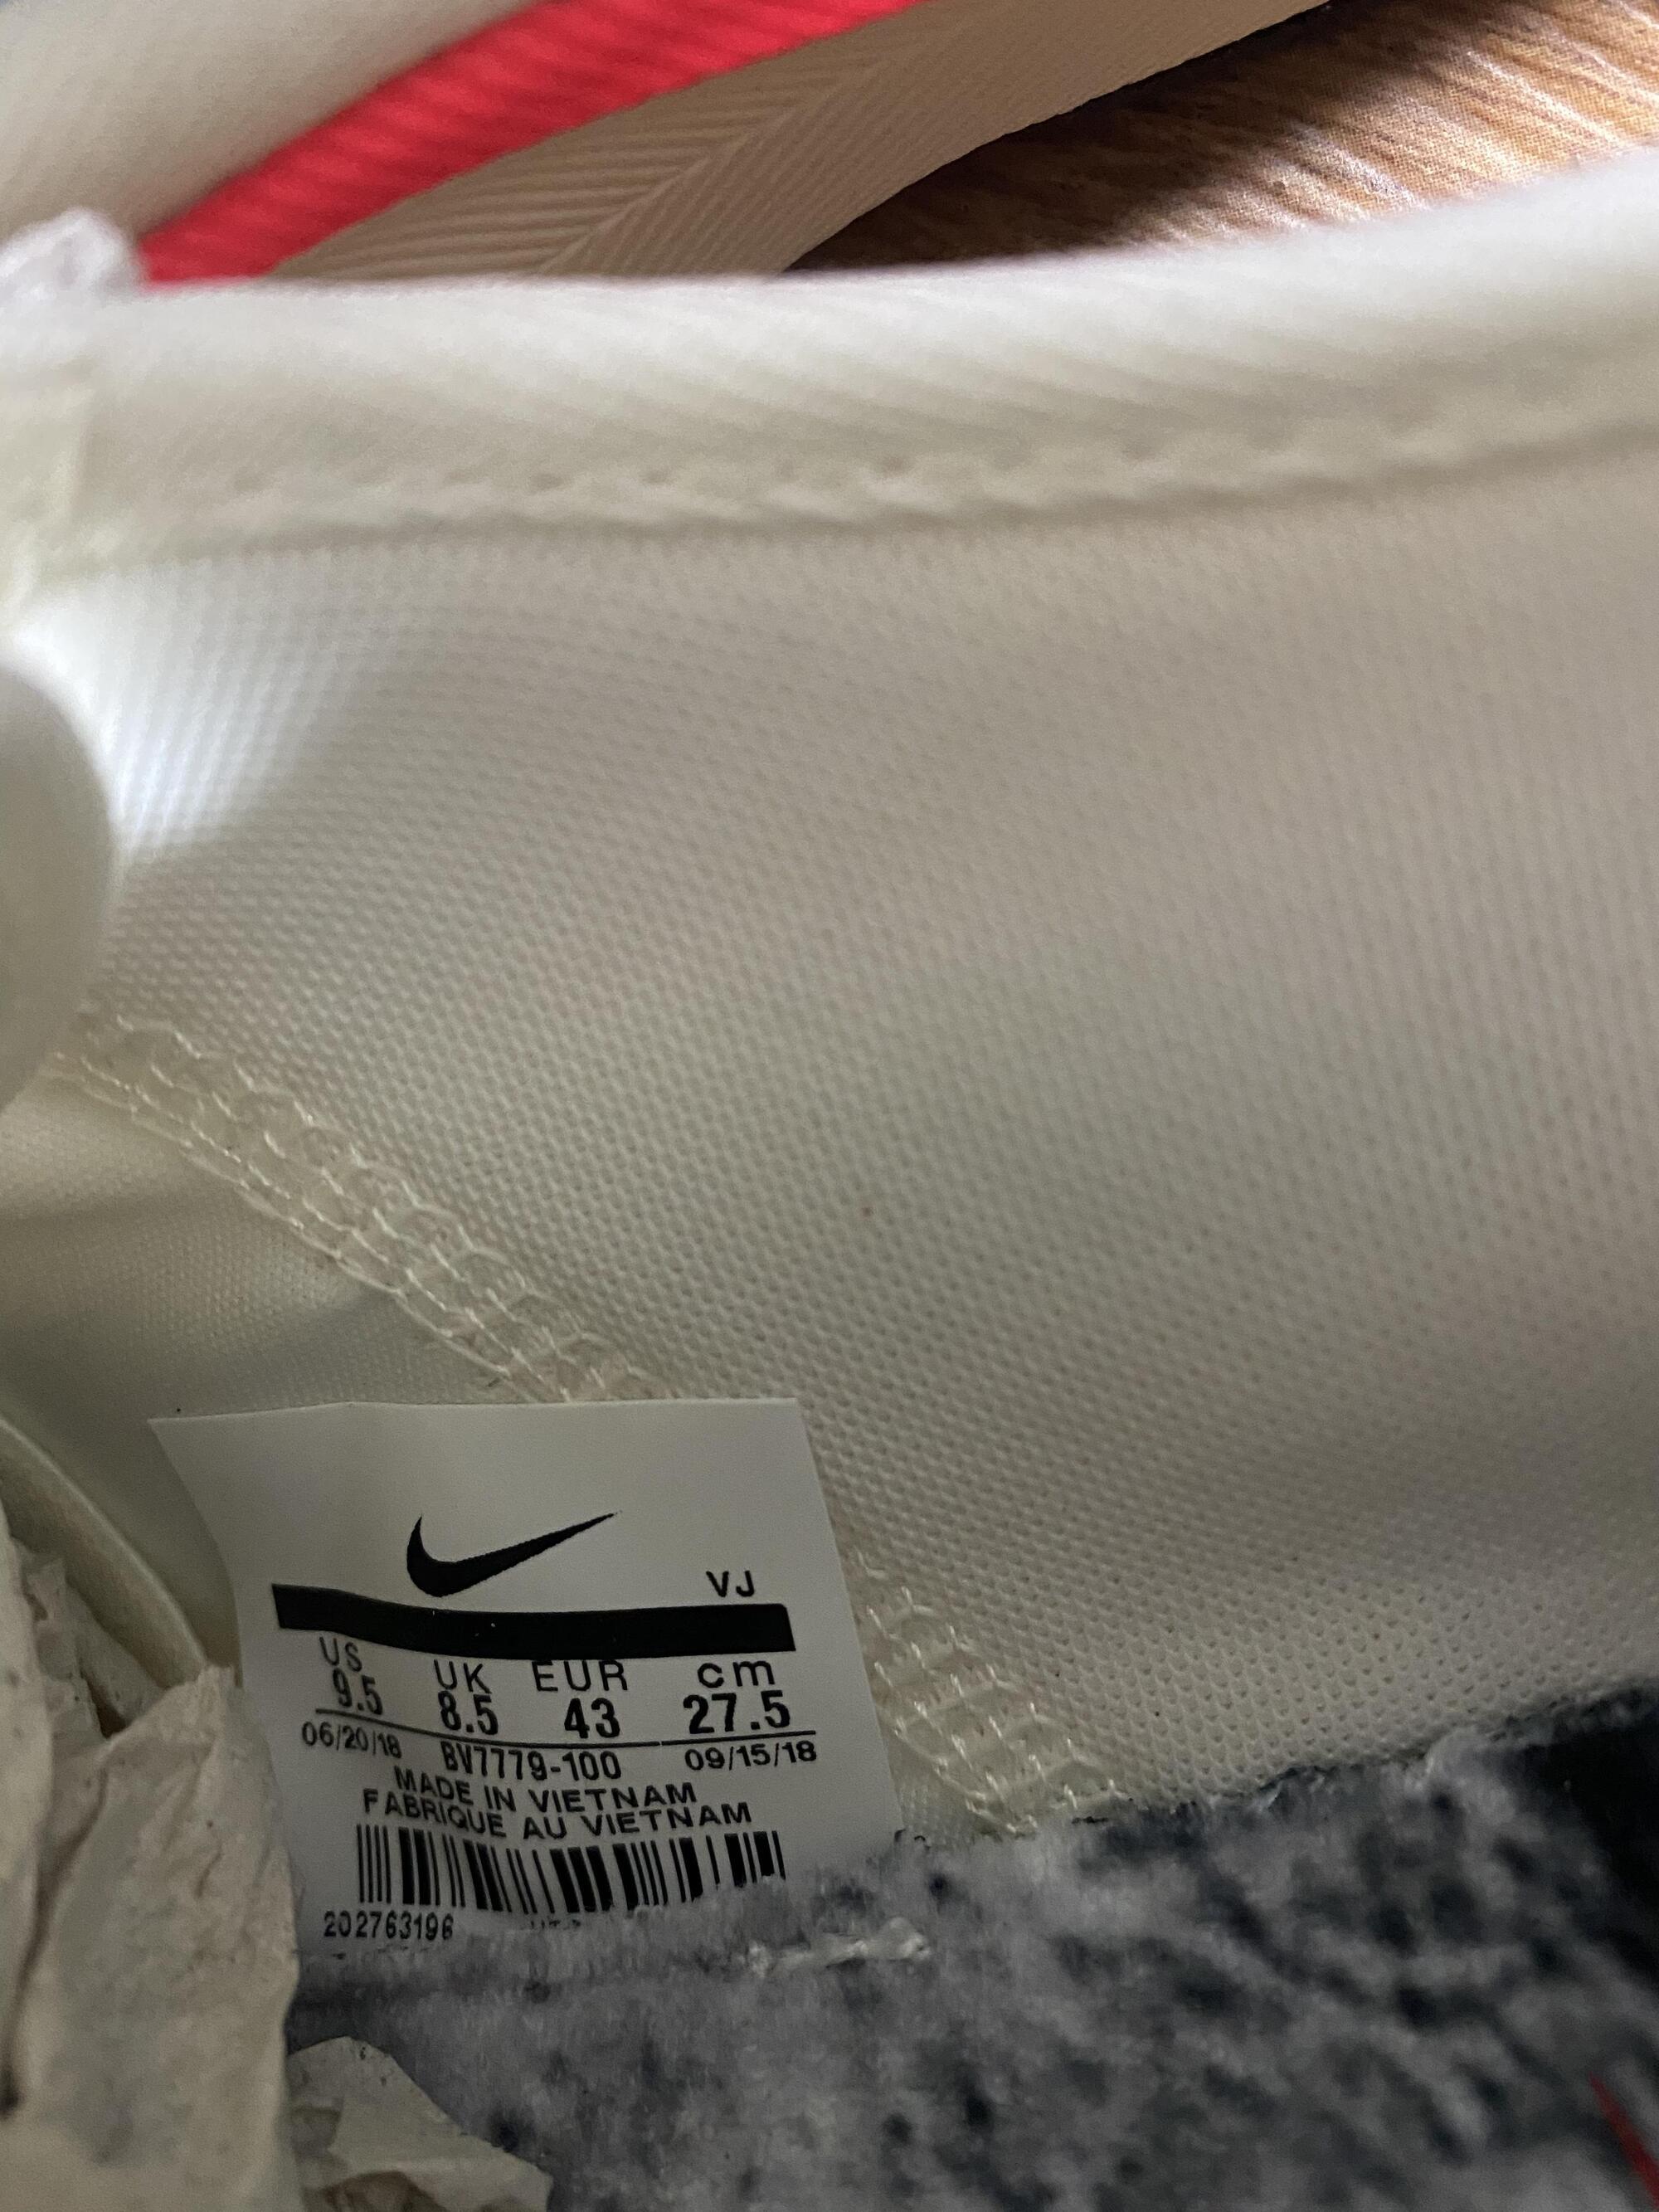 VJ
US UK EUR cm
9.5 8.5 43 27.5
06/20/18 BV7779-100 09/15/18
MADE IN VIETNAM
FABRIQUE AU VIETNAM
202763196